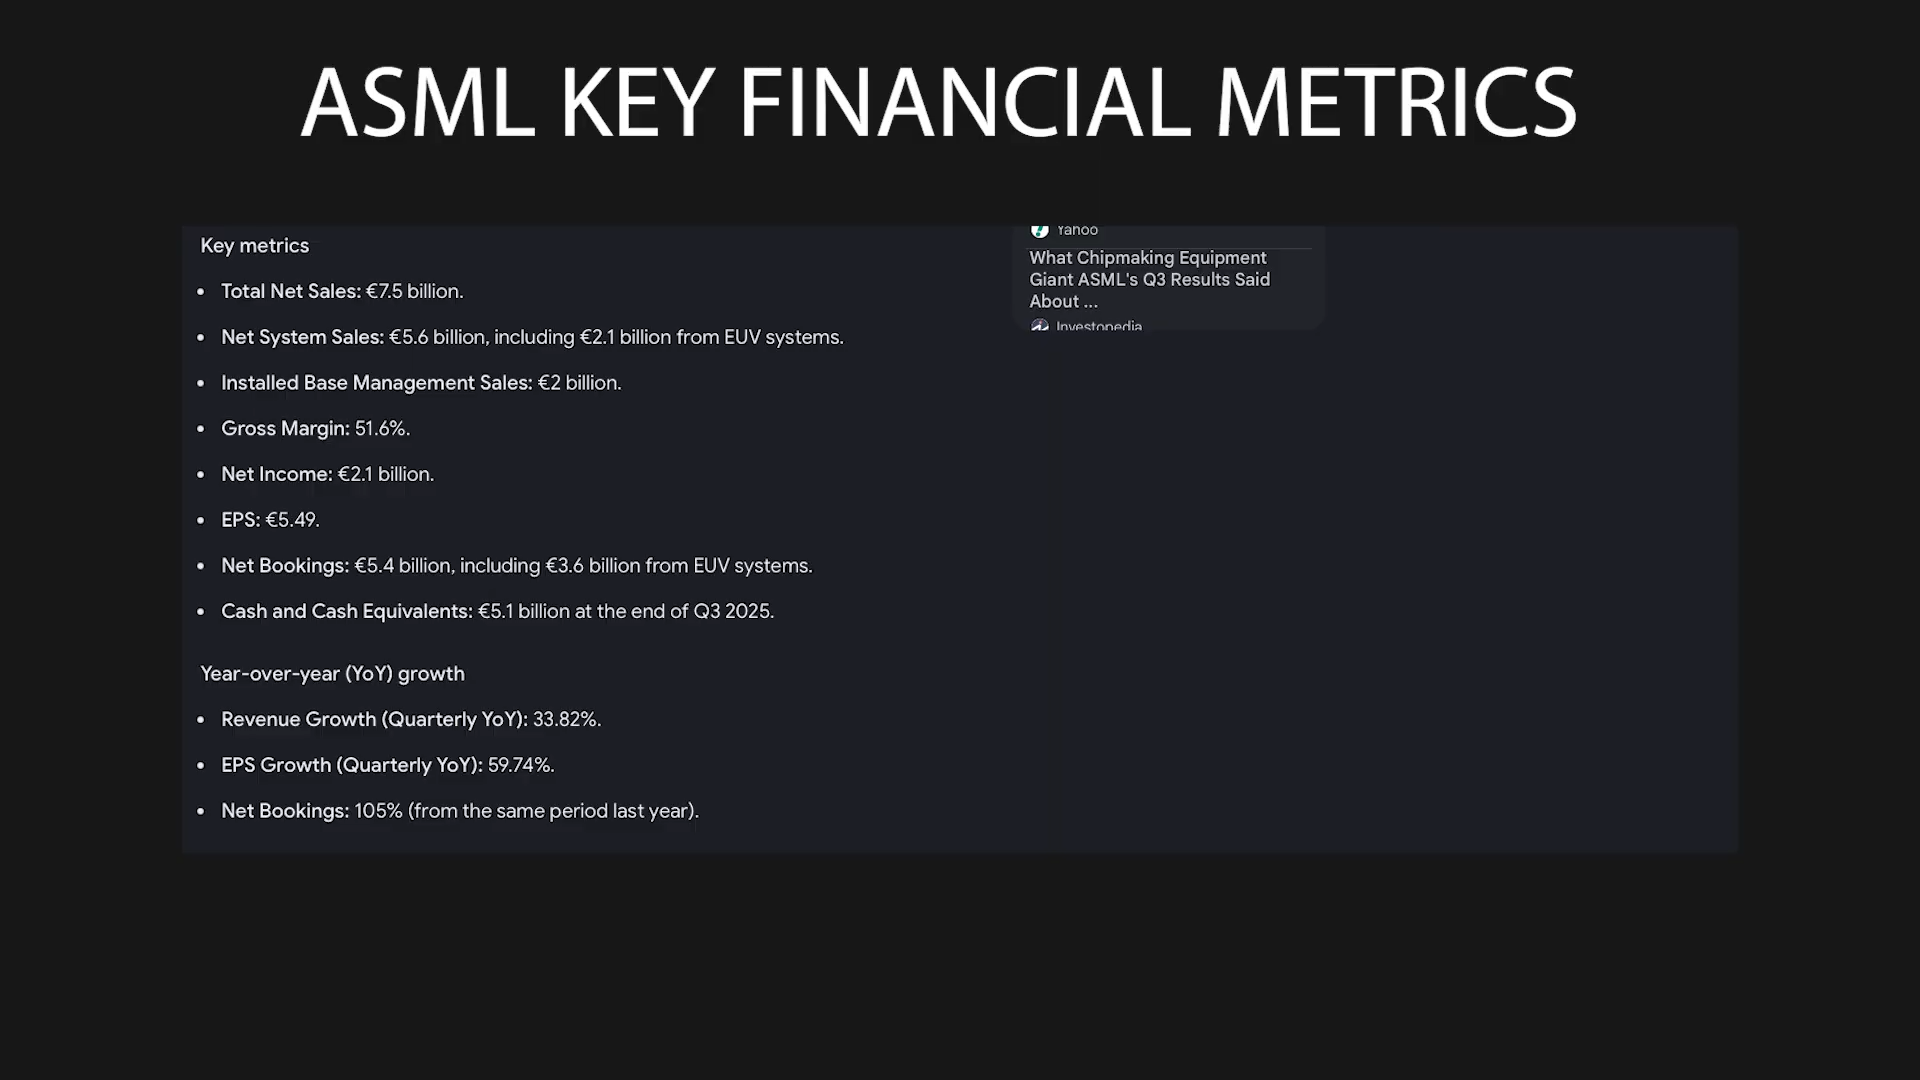 ASML KEY FINANCIAL METRICS
Key metrics
• Total Net Sales: €7.5 billion.
• Net System Sales: €5.6 billion, including €2.1 billion from EUV systems.
• Installed Base Management Sales: €2 billion.
• Gross Margin: 51.6%.
• Net Income: €2.1 billion.
• EPS: €5.49.
• Net Bookings: €5.4 billion, including €3.6 billion from EUV systems.
• Cash and Cash Equivalents: €5.1 billion at the end of Q3 2025.
Year-over-year (YoY) growth
• Revenue Growth (Quarterly YoY): 33.82%.
• EPS Growth (Quarterly YoY): 59.74%.
• Net Bookings: 105% (from the same period last year).
Yahoo
What Chipmaking Equipment
Giant ASML's Q3 Results Said
About ...
Investopedia